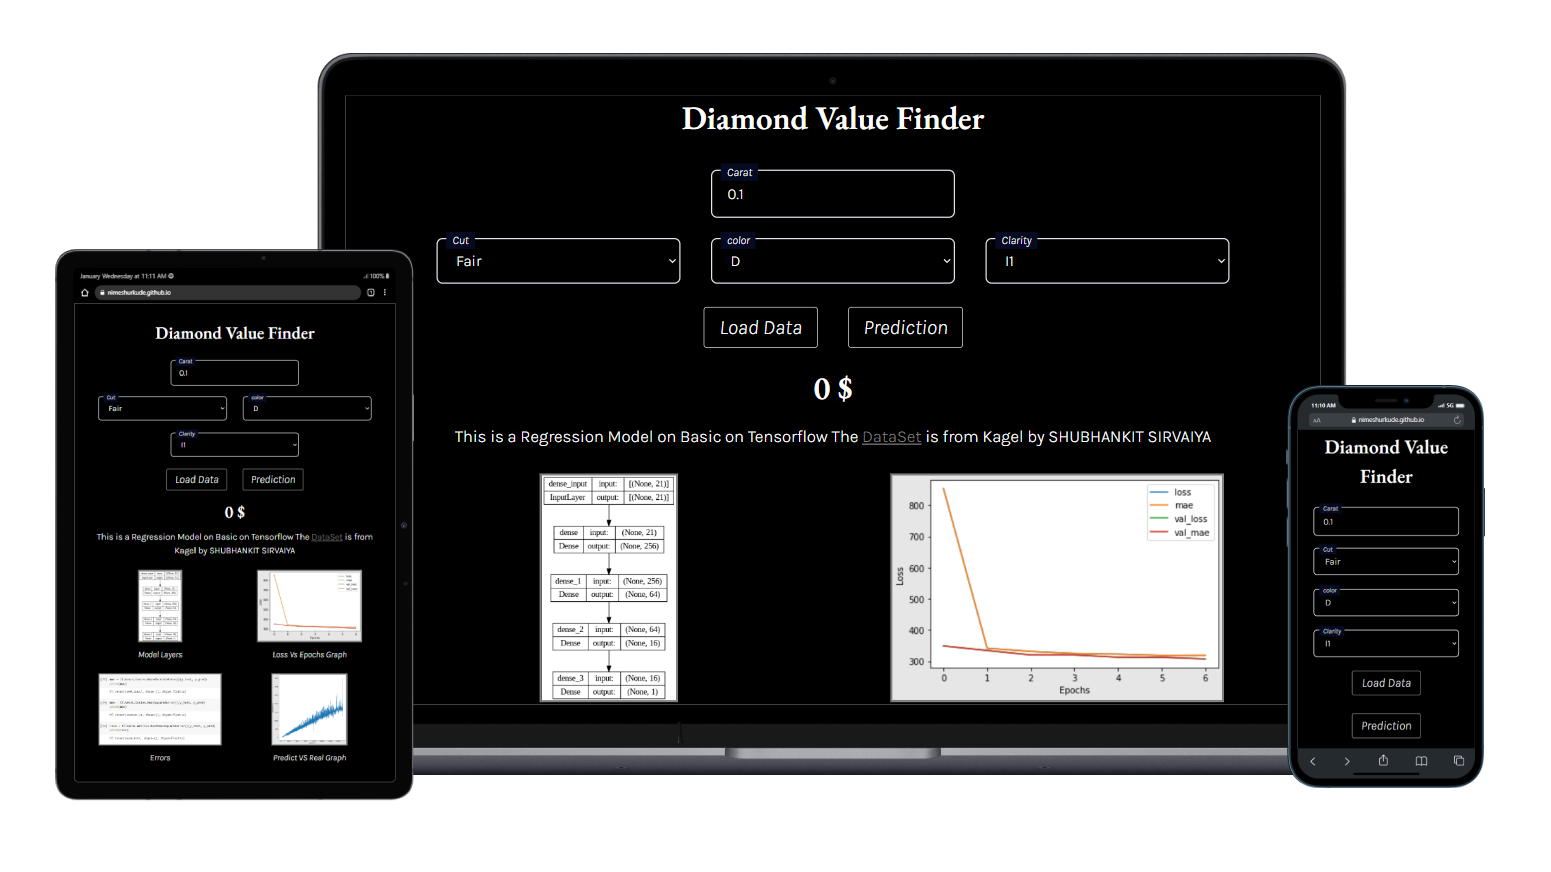 Diamond Value Finder
Carat
0.1
Cut
Fair
color
D
Clarity
I1
Load Data
Prediction
0 $
This is a Regression Model on Basic on Tensorflow The DataSet is from Kagel by SHUBHANKIT SIRVAIYA
dense_input input: [(None, 21)]
InputLayer output: [(None, 21)]
dense input: (None, 21)
Dense output: (None, 256)
dense_1 input: (None, 256)
Dense output: (None, 64)
dense_2 input: (None, 64)
Dense output: (None, 16)
dense_3 input: (None, 16)
Dense output: (None, 1)
loss
mae
val_loss
val_mae
800
700
600
500
400
300
Loss
0 1 2 3 4 5 6
Epochs
January Wednesday at 11:11 AM
100%
nimeshurkude.github.io
1
Diamond Value Finder
Carat
0.1
Cut
Fair
color
D
Clarity
I1
Load Data
Prediction
0 $
This is a Regression Model on Basic on Tensorflow The DataSet is from
Kagel by SHUBHANKIT SIRVAIYA
Model Layers
Loss Vs Epochs Graph
Errors
Predict VS Real Graph
11:10 AM
5G
AA
nimeshurkude.github.io
Diamond Value
Finder
Carat
0.1
Cut
Fair
color
D
Clarity
I1
Load Data
Prediction